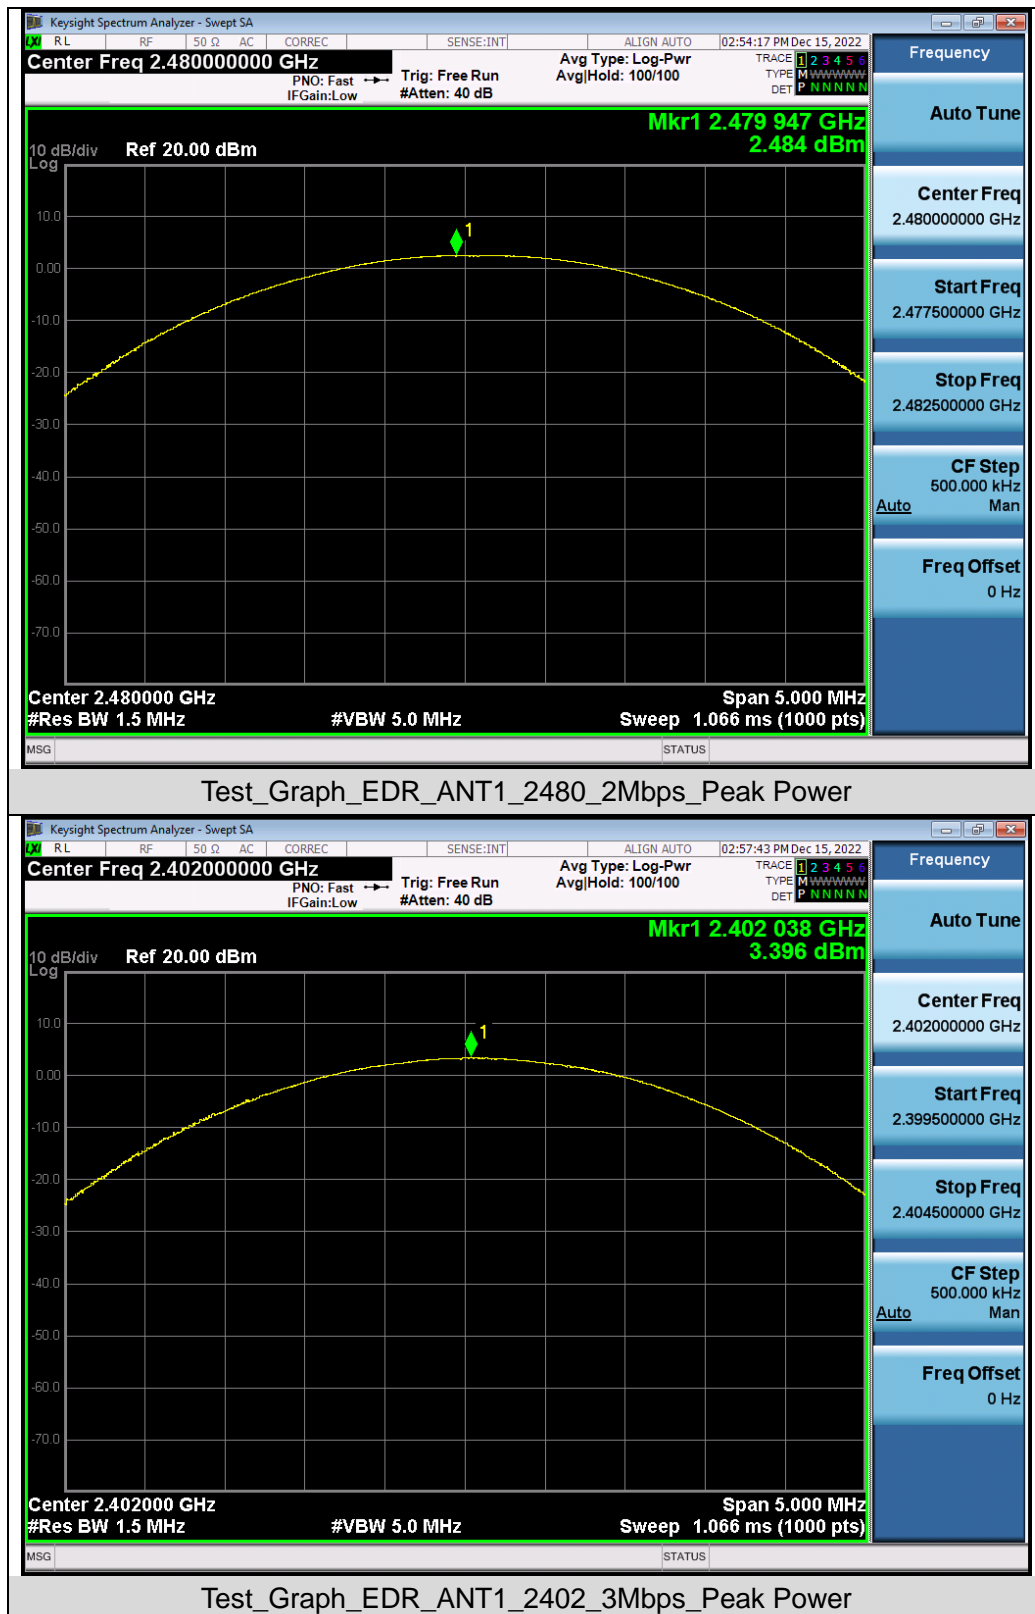 Keysight Spectrum Analyzer - Swept SA
LXI RL RF 50 Ω AC CORREC SENSE:INT ALIGN AUTO 02:54:17 PM Dec 15, 2022
Center Freq 2.480000000 GHz
PNO: Fast
IFGain:Low
Trig: Free Run
#Atten: 40 dB
Avg Type: Log-Pwr
Avg|Hold: 100/100
TRACE 1 2 3 4 5 6
TYPE M WWWWW
DET P N N N N N
Mkr1 2.479 947 GHz
2.484 dBm
10 dB/div Ref 20.00 dBm
Log
1
10.0
0.00
-10.0
-20.0
-30.0
-40.0
-50.0
-60.0
-70.0
Center 2.480000 GHz Span 5.000 MHz
#Res BW 1.5 MHz #VBW 5.0 MHz Sweep 1.066 ms (1000 pts)
MSG STATUS
Frequency
Auto Tune
Center Freq
2.480000000 GHz
Start Freq
2.477500000 GHz
Stop Freq
2.482500000 GHz
CF Step
500.000 kHz
Auto Man
Freq Offset
0 Hz
Test_Graph_EDR_ANT1_2480_2Mbps_Peak Power
Keysight Spectrum Analyzer - Swept SA
LXI RL RF 50 Ω AC CORREC SENSE:INT ALIGN AUTO 02:57:43 PM Dec 15, 2022
Center Freq 2.402000000 GHz
PNO: Fast
IFGain:Low
Trig: Free Run
#Atten: 40 dB
Avg Type: Log-Pwr
Avg|Hold: 100/100
TRACE 1 2 3 4 5 6
TYPE M WWWWW
DET P N N N N N
Mkr1 2.402 038 GHz
3.396 dBm
10 dB/div Ref 20.00 dBm
Log
1
10.0
0.00
-10.0
-20.0
-30.0
-40.0
-50.0
-60.0
-70.0
Center 2.402000 GHz Span 5.000 MHz
#Res BW 1.5 MHz #VBW 5.0 MHz Sweep 1.066 ms (1000 pts)
MSG STATUS
Frequency
Auto Tune
Center Freq
2.402000000 GHz
Start Freq
2.399500000 GHz
Stop Freq
2.404500000 GHz
CF Step
500.000 kHz
Auto Man
Freq Offset
0 Hz
Test_Graph_EDR_ANT1_2402_3Mbps_Peak Power